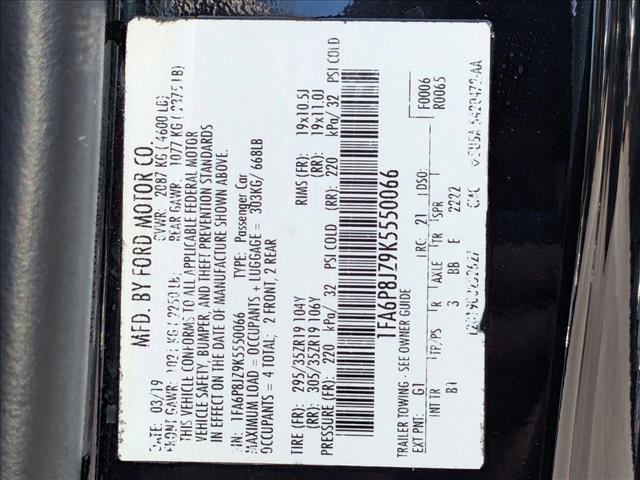 MFD. BY FORD MOTOR CO.
DATE: 03/19 GVWR: 2087 KG ( 4600 LB)
FRONT GAWR: 1021 KG ( 2250 LB) REAR GAWR: 1077 KG ( 2375 LB)
THIS VEHICLE CONFORMS TO ALL APPLICABLE FEDERAL MOTOR
VEHICLE SAFETY, BUMPER, AND THEFT PREVENTION STANDARDS
IN EFFECT ON THE DATE OF MANUFACTURE SHOWN ABOVE.
VIN: 1FA6P8JZ9K5550066 TYPE: Passenger Car
MAXIMUM LOAD = OCCUPANTS + LUGGAGE = 303KG/ 668LB
OCCUPANTS = 4 TOTAL; 2 FRONT, 2 REAR
TIRE (FR): 295/35ZR19 104Y RIMS (FR): 19x10.5J
(RR): 305/35ZR19 106Y (RR): 19x11.0J
PRESSURE (FR): 220 kPa/ 32 PSI COLD (RR): 220 kPa/ 32 PSI COLD
1FA6P8JZ9K5550066
TRAILER TOWING - SEE OWNER GUIDE F0006
EXT PNT: G1 RC: 21 DSO: R0065
INT TR TP/PS R AXLE TR SPR
B1 3 BB E 2222